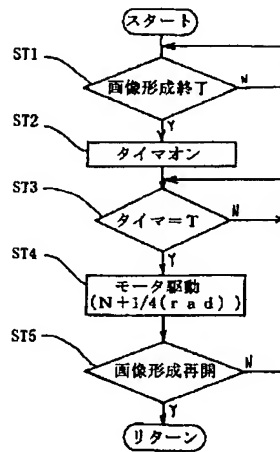 スタート
ST1
画像形成終了
N
Y
ST2
タイマオン
ST3
タイマ=T
N
Y
ST4
モータ駆動
(N+1/4(rad))
ST5
画像形成再開
N
Y
リターン